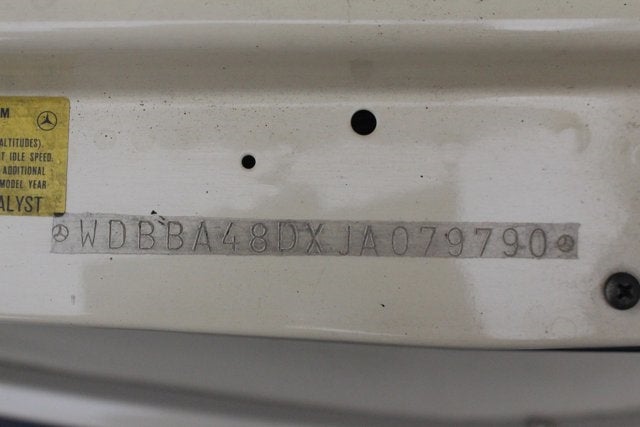 M
ALTITUDES).
T IDLE SPEED.
ADDITIONAL
MODEL YEAR
ALYST
WDBBA48DXJA079790